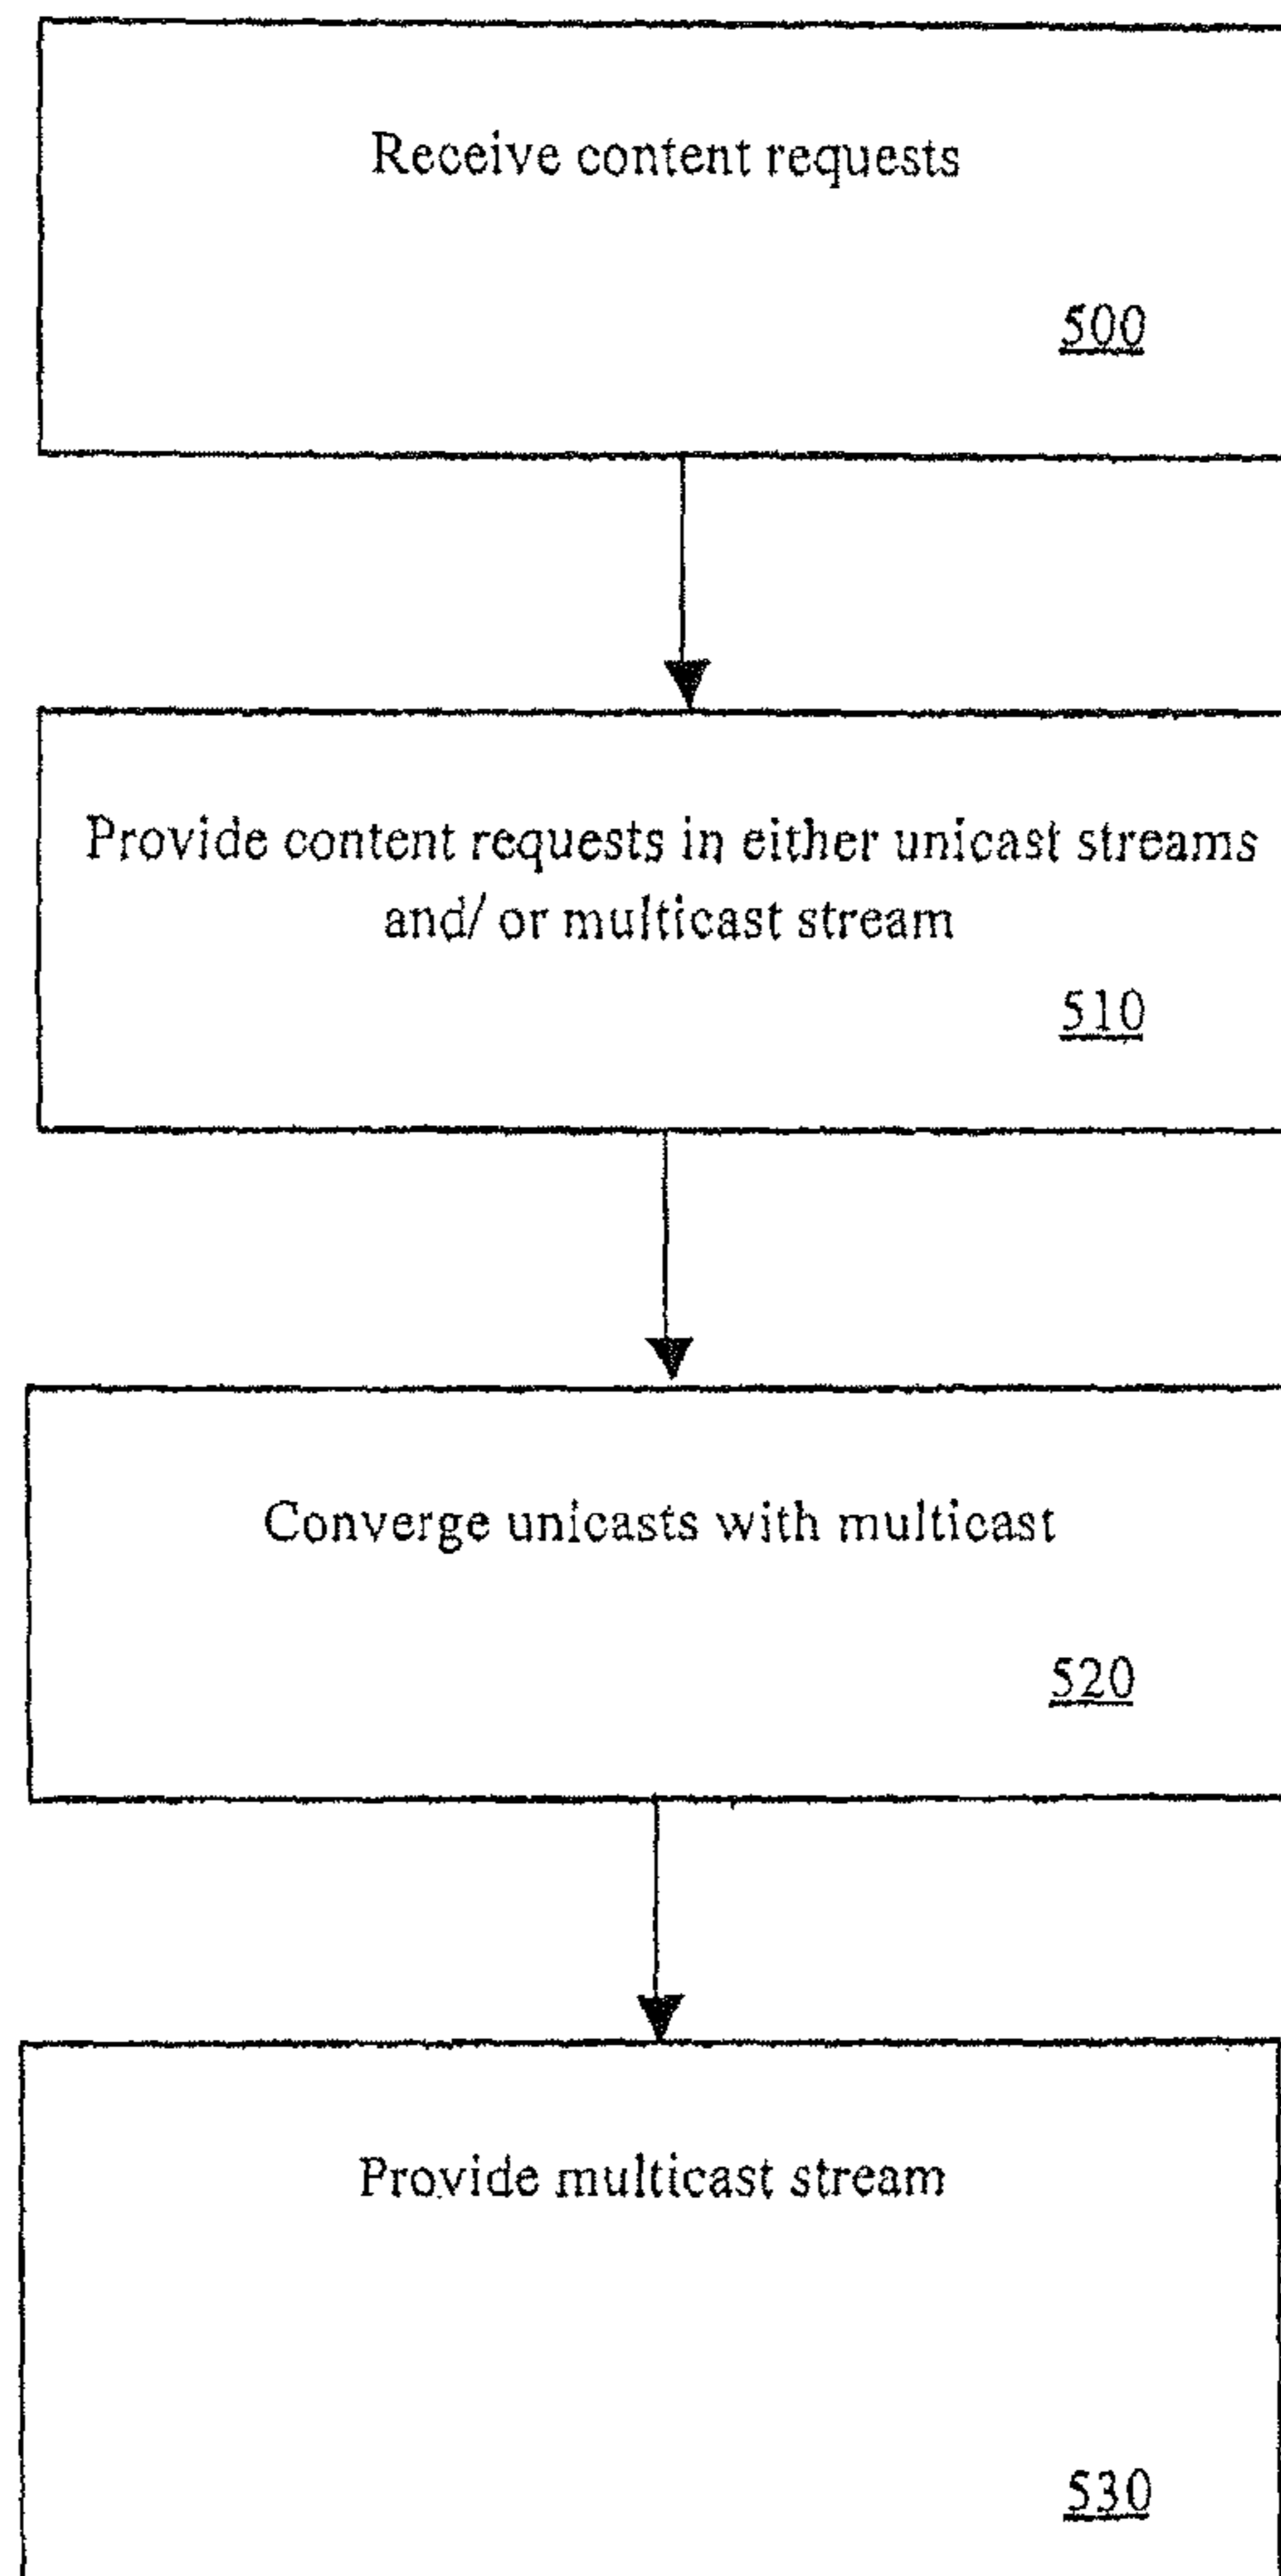 Receive content requests
500
Provide content requests in either unicast streams
and/ or multicast stream
510
Converge unicasts with multicast
520
Provide multicast stream
530